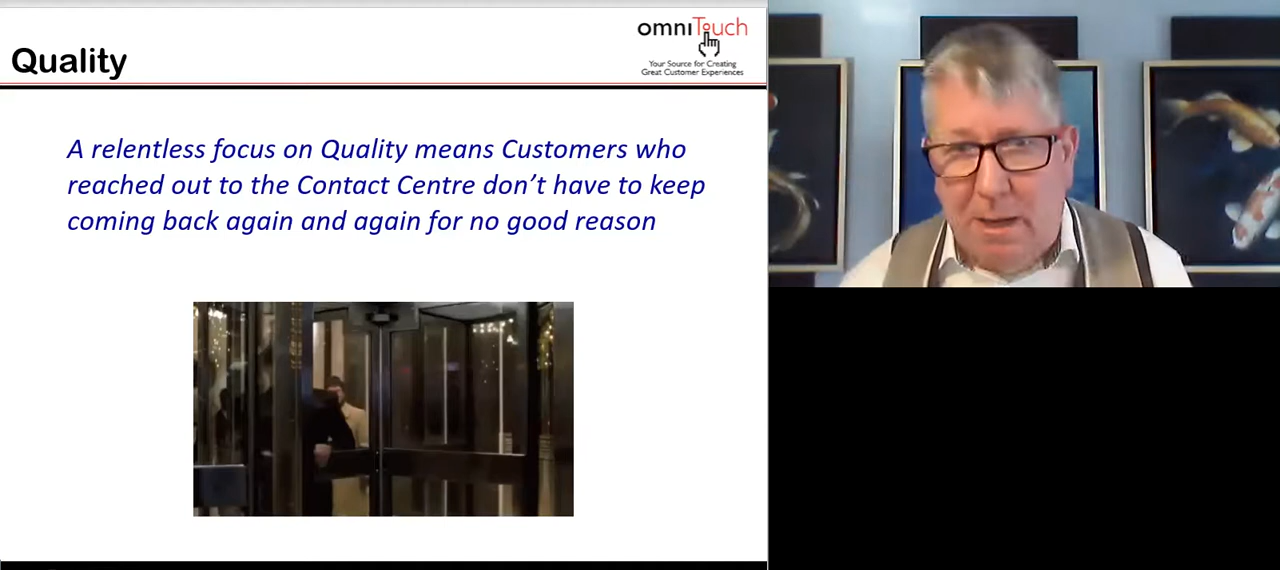 Quality
omniTouch
Your Source for Creating
Great Customer Experiences
A relentless focus on Quality means Customers who
reached out to the Contact Centre don't have to keep
coming back again and again for no good reason